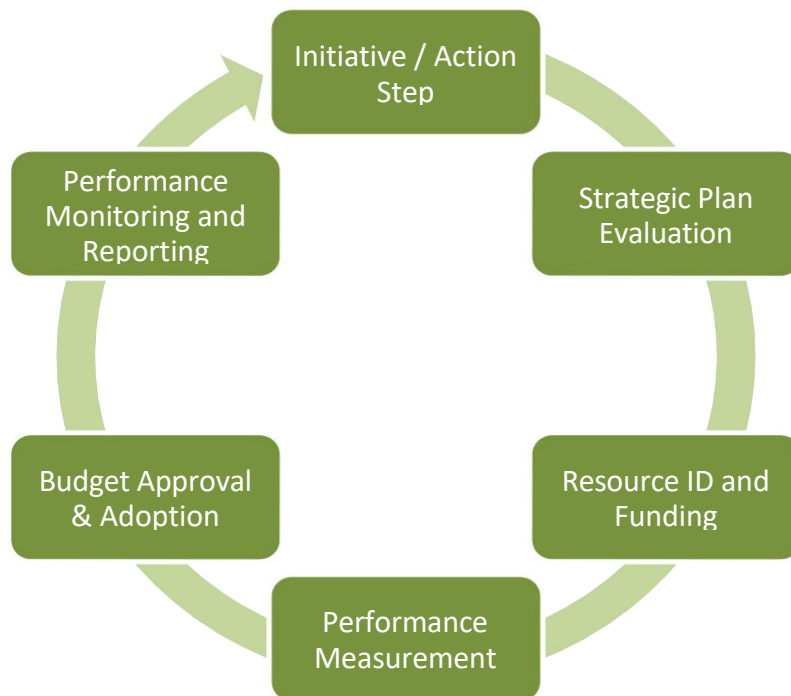 Initiative / Action
Step
Strategic Plan
Evaluation
Resource ID and
Funding
Performance
Measurement
Budget Approval
& Adoption
Performance
Monitoring and
Reporting